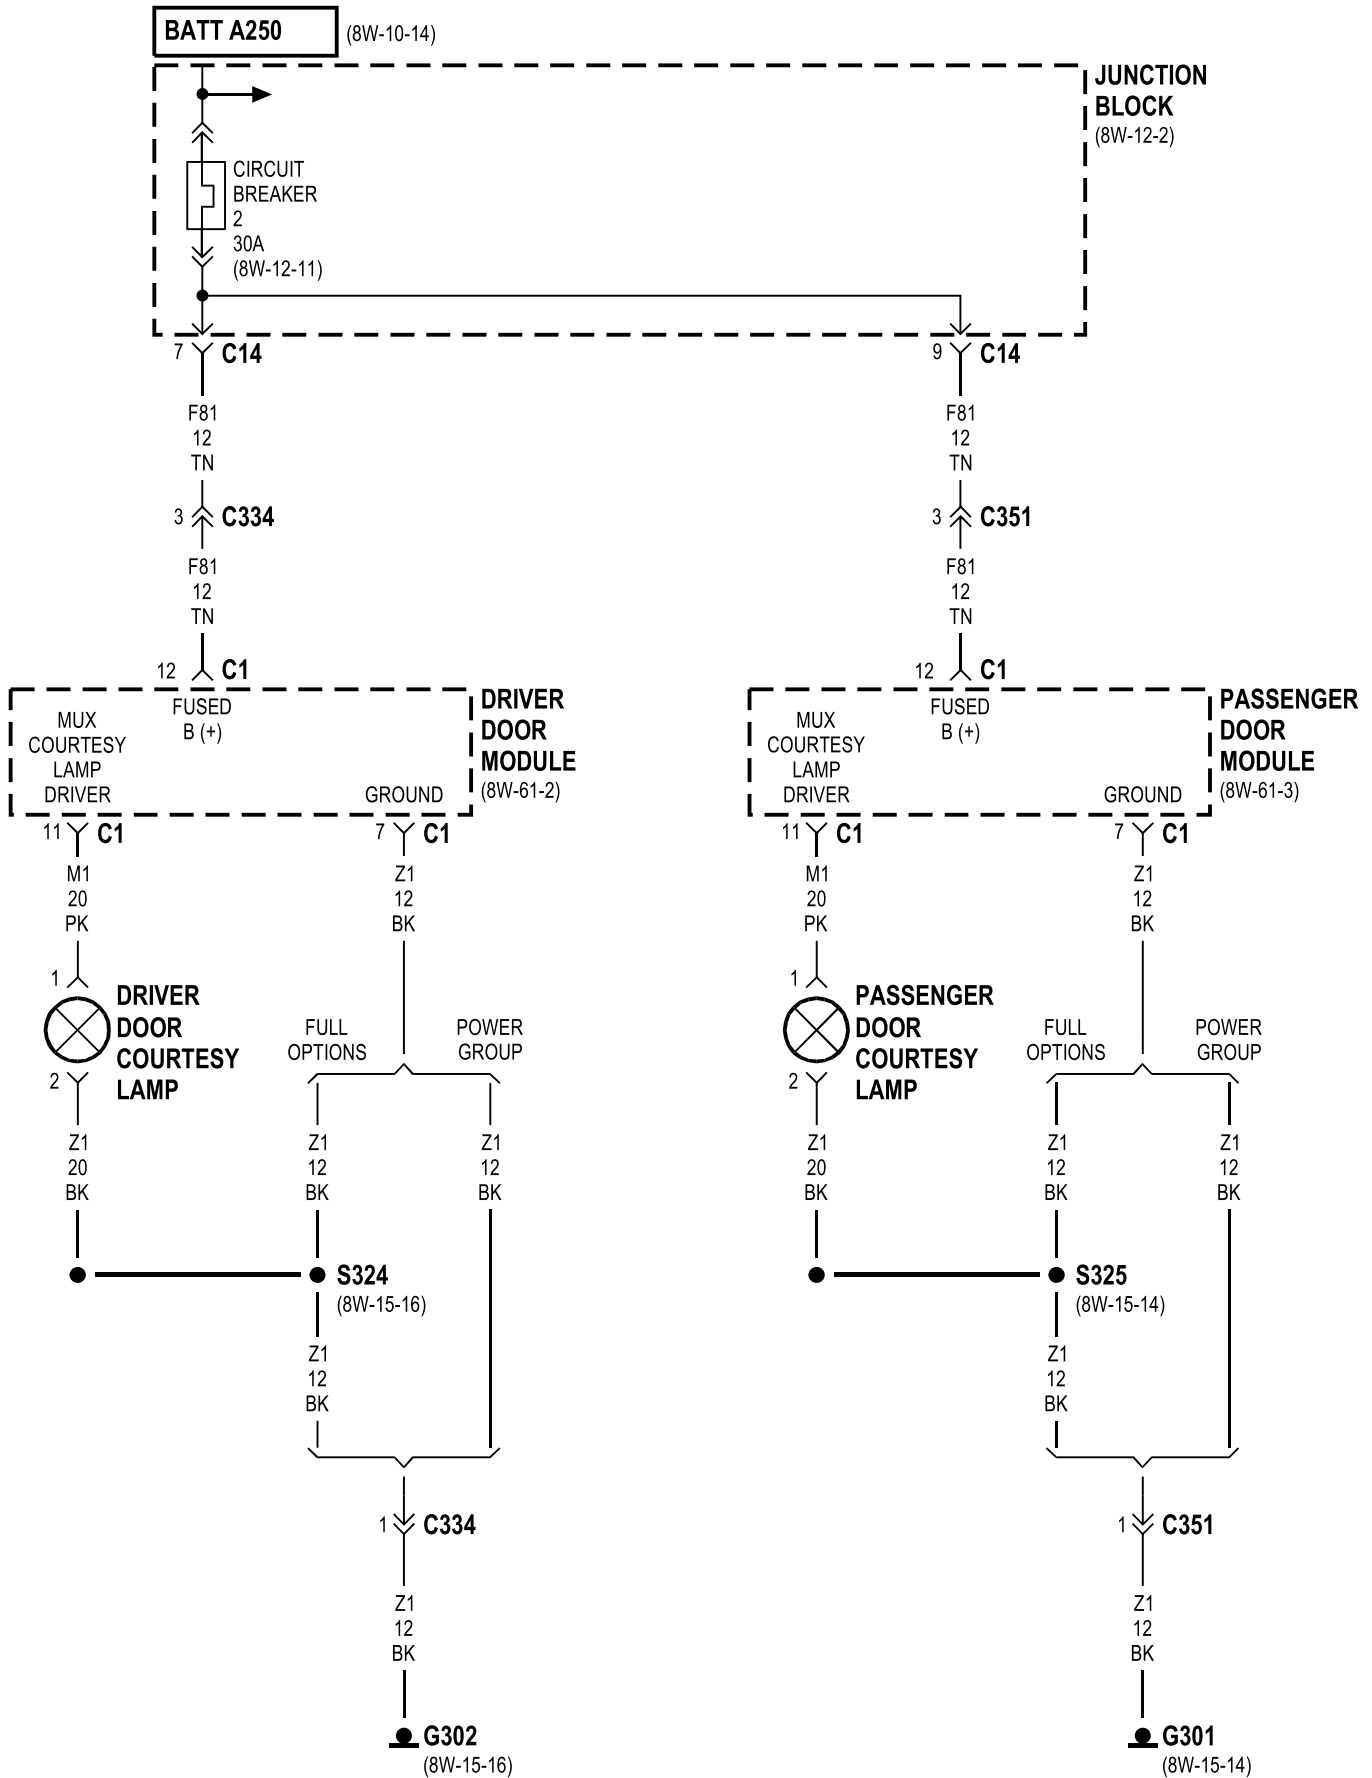 BATT A250
(8W-10-14)
JUNCTION
BLOCK
(8W-12-2)
CIRCUIT
BREAKER
2
30A
(8W-12-11)
7 C14
9 C14
F81
12
TN
F81
12
TN
3 C334
3 C351
F81
12
TN
F81
12
TN
12 C1
12 C1
MUX
COURTESY
LAMP
DRIVER
FUSED
B (+)
GROUND
DRIVER
DOOR
MODULE
(8W-61-2)
MUX
COURTESY
LAMP
DRIVER
FUSED
B (+)
GROUND
PASSENGER
DOOR
MODULE
(8W-61-3)
11 C1
7 C1
11 C1
7 C1
M1
20
PK
Z1
12
BK
M1
20
PK
Z1
12
BK
1
DRIVER
DOOR
COURTESY
LAMP
2
FULL
OPTIONS
POWER
GROUP
1
PASSENGER
DOOR
COURTESY
LAMP
2
FULL
OPTIONS
POWER
GROUP
Z1
20
BK
Z1
12
BK
Z1
12
BK
Z1
20
BK
Z1
12
BK
Z1
12
BK
S324
(8W-15-16)
S325
(8W-15-14)
Z1
12
BK
Z1
12
BK
1 C334
1 C351
Z1
12
BK
Z1
12
BK
G302
(8W-15-16)
G301
(8W-15-14)